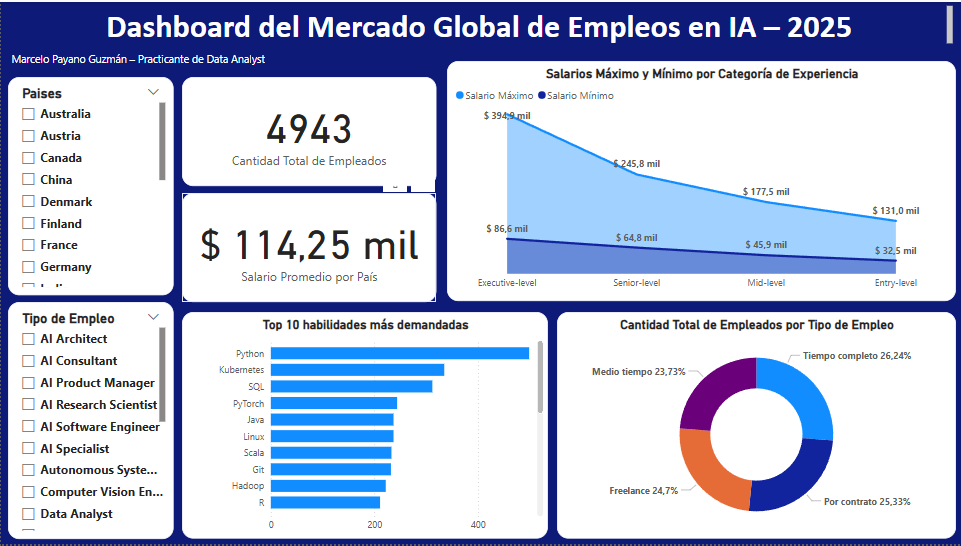 Dashboard del Mercado Global de Empleos en IA – 2025
Marcelo Payano Guzmán – Practicante de Data Analyst
Paises
Australia
Austria
Canada
China
Denmark
Finland
France
Germany
4943
Cantidad Total de Empleados
$ 114,25 mil
Salario Promedio por País
Salarios Máximo y Mínimo por Categoría de Experiencia
Salario Máximo Salario Mínimo
$ 394,9 mil
$ 245,8 mil
$ 177,5 mil
$ 131,0 mil
$ 86,6 mil
$ 64,8 mil
$ 45,9 mil
$ 32,5 mil
Executive-level Senior-level Mid-level Entry-level
Tipo de Empleo
AI Architect
AI Consultant
AI Product Manager
AI Research Scientist
AI Software Engineer
AI Specialist
Autonomous Syste...
Computer Vision En...
Data Analyst
Top 10 habilidades más demandadas
Python
Kubernetes
SQL
PyTorch
Java
Linux
Scala
Git
Hadoop
R
0 200 400
Cantidad Total de Empleados por Tipo de Empleo
Tiempo completo 26,24%
Medio tiempo 23,73%
Freelance 24,7%
Por contrato 25,33%